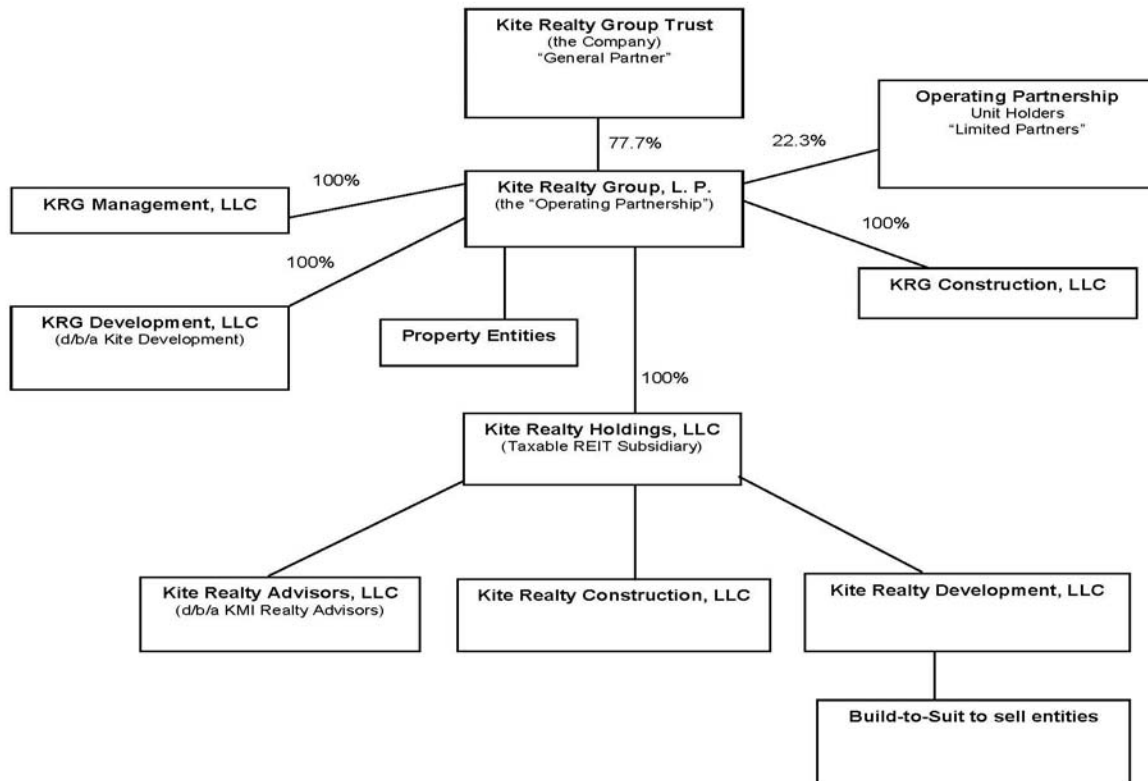 Kite Realty Group Trust
(the Company)
"General Partner"
Operating Partnership
Unit Holders
"Limited Partners"
77.7%
22.3%
100%
KRG Management, LLC
Kite Realty Group, L. P.
(the "Operating Partnership")
100%
KRG Construction, LLC
100%
KRG Development, LLC
(d/b/a Kite Development)
Property Entities
100%
Kite Realty Holdings, LLC
(Taxable REIT Subsidiary)
Kite Realty Advisors, LLC
(d/b/a KMI Realty Advisors)
Kite Realty Construction, LLC
Kite Realty Development, LLC
Build-to-Suit to sell entities